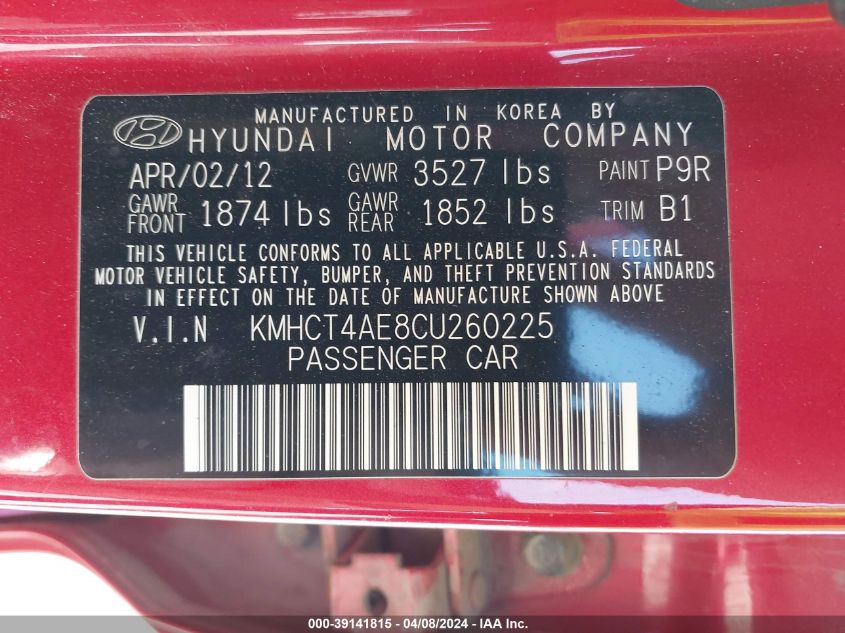 MANUFACTURED IN KOREA BY
HYUNDAI MOTOR COMPANY
APR/02/12 GVWR 3527 lbs PAINT P9R
GAWR FRONT 1874 lbs GAWR REAR 1852 lbs TRIM B1
THIS VEHICLE CONFORMS TO ALL APPLICABLE U.S.A. FEDERAL
MOTOR VEHICLE SAFETY, BUMPER, AND THEFT PREVENTION STANDARDS
IN EFFECT ON THE DATE OF MANUFACTURE SHOWN ABOVE
V.I.N KMHCT4AE8CU260225
PASSENGER CAR
000-39141815 - 04/08/2024 - IAA Inc.